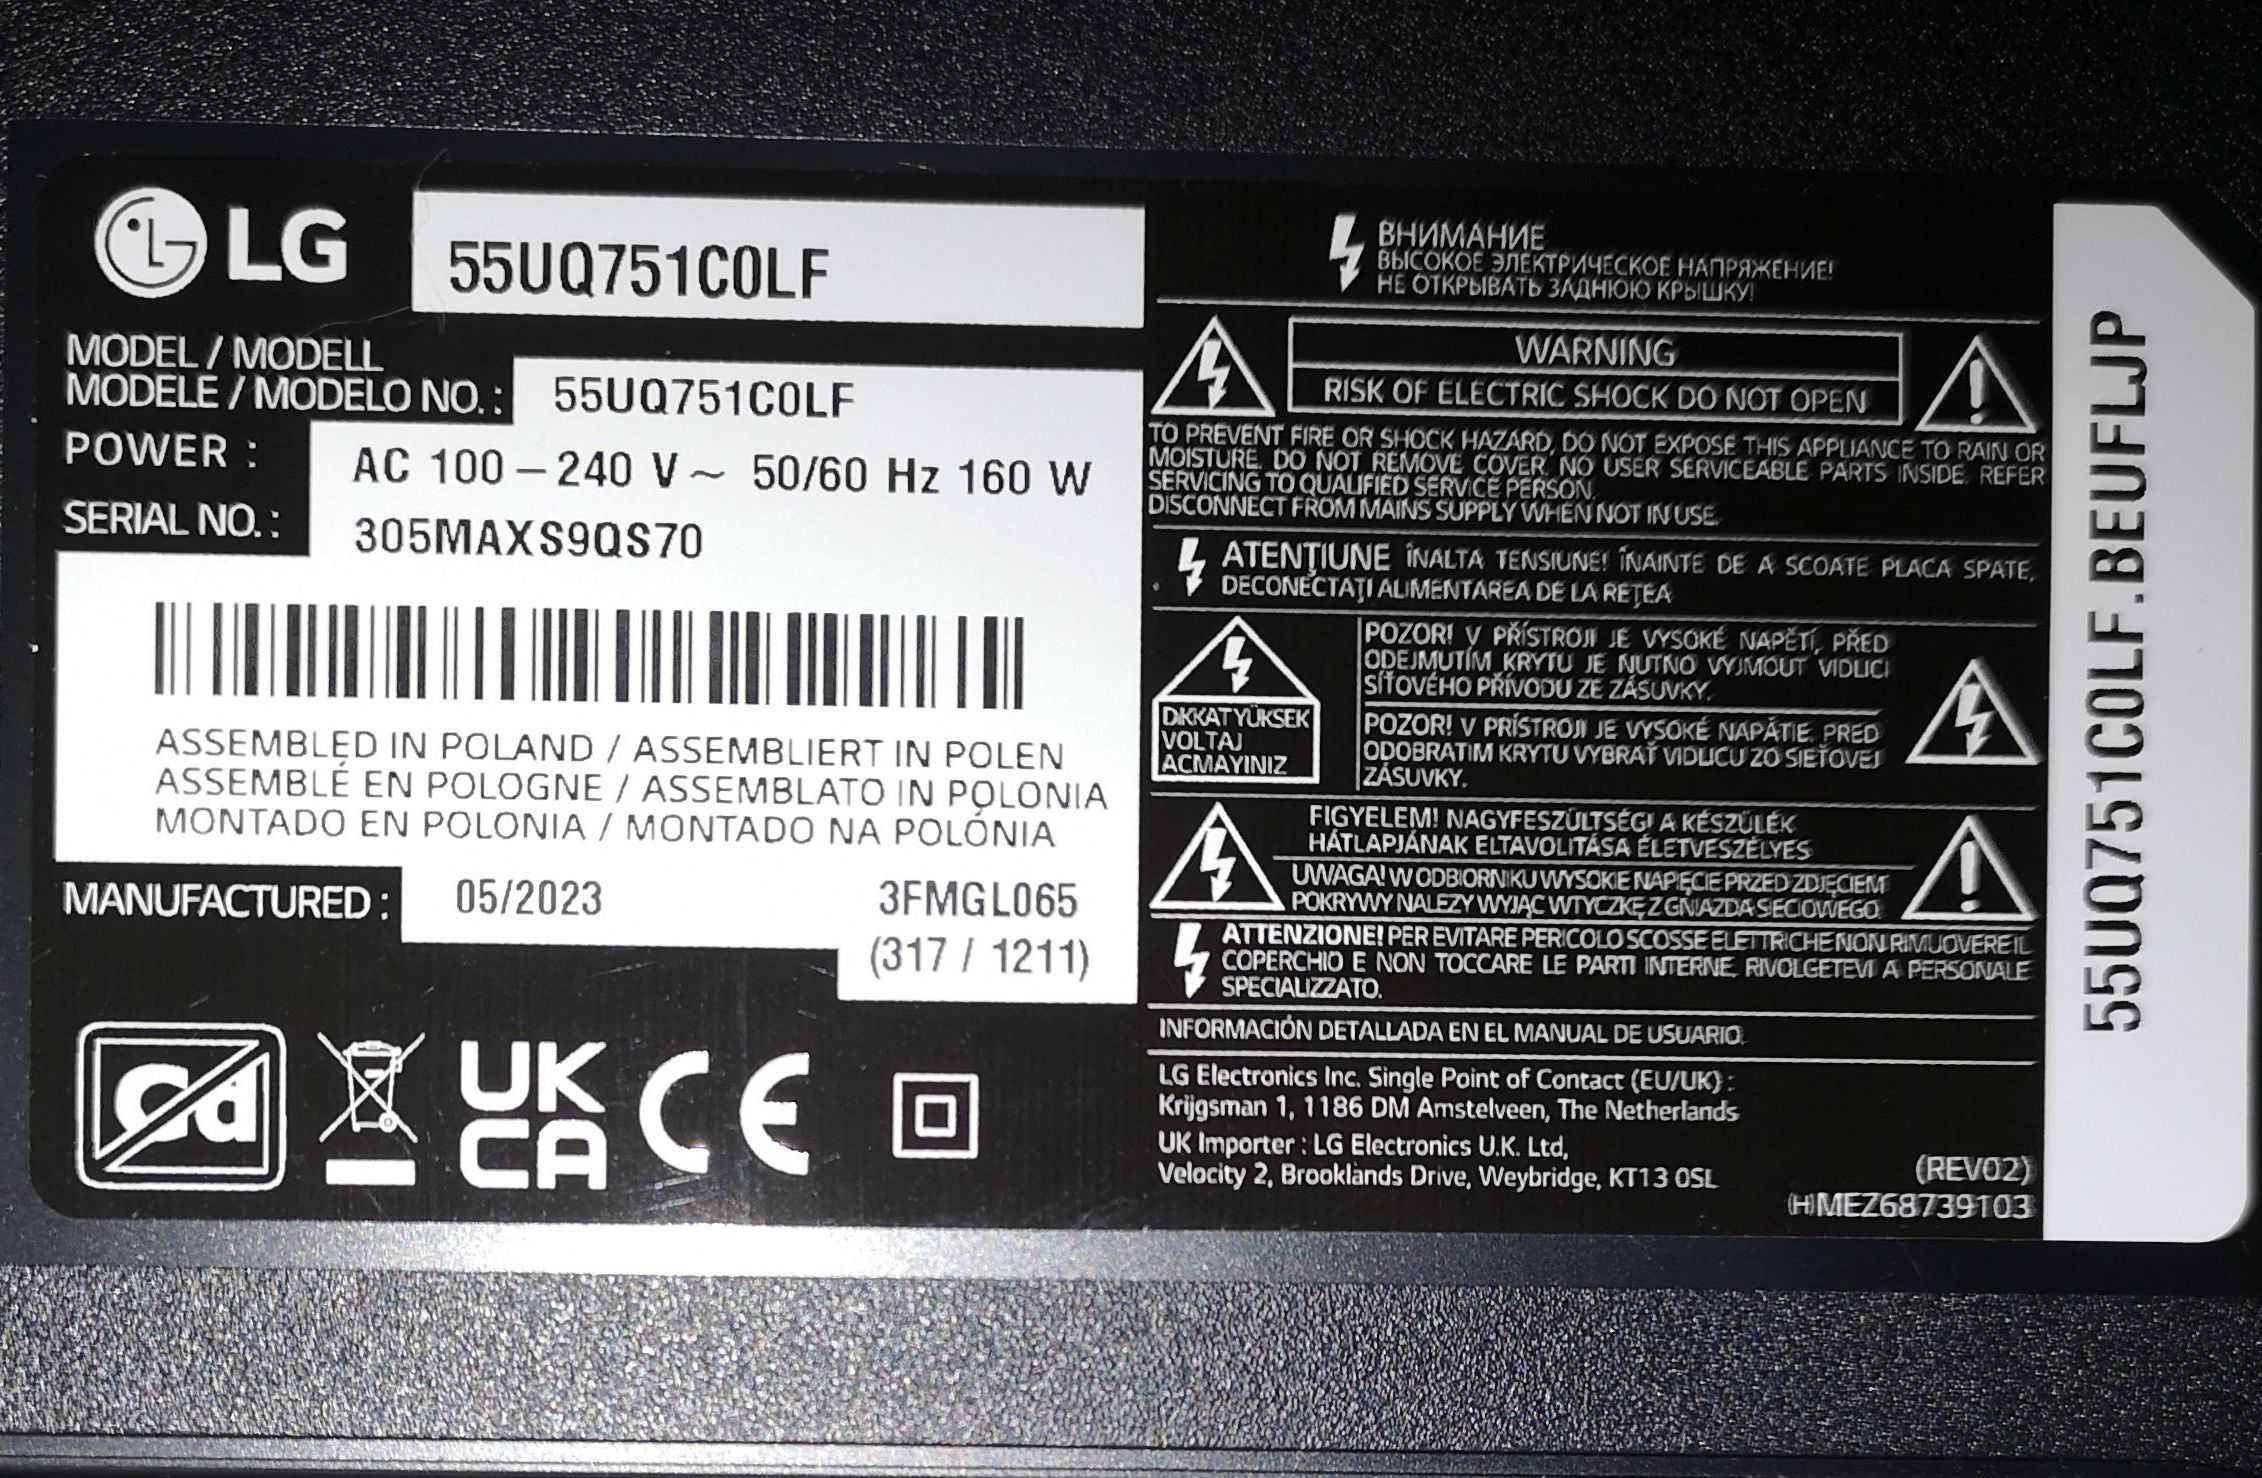 LG
55UQ751C0LF
MODEL / MODELL
MODELE / MODELO NO. : 55UQ751C0LF
POWER : AC 100 – 240 V ~ 50/60 Hz 160 W
SERIAL NO. : 305MAXS9QS70
ASSEMBLED IN POLAND / ASSEMBLIERT IN POLEN
ASSEMBLÉ EN POLOGNE / ASSEMBLATO IN POLONIA
MONTADO EN POLONIA / MONTADO NA POLÓNIA
MANUFACTURED : 05/2023 3FMGL065
(317 / 1211)
Cd
UK
CA
CE
ВНИМАНИЕ
ВЫСОКОЕ ЭЛЕКТРИЧЕСКОЕ НАПРЯЖЕНИЕ!
НЕ ОТКРЫВАТЬ ЗАДНЮЮ КРЫШКУ!
WARNING
RISK OF ELECTRIC SHOCK DO NOT OPEN
TO PREVENT FIRE OR SHOCK HAZARD, DO NOT EXPOSE THIS APPLIANCE TO RAIN OR
MOISTURE. DO NOT REMOVE COVER. NO USER SERVICEABLE PARTS INSIDE. REFER
SERVICING TO QUALIFIED SERVICE PERSON.
DISCONNECT FROM MAINS SUPPLY WHEN NOT IN USE.
ATENŢIUNE ÎNALTA TENSIUNE! ÎNAINTE DE A SCOATE PLACA SPATE,
DECONECTAŢI ALIMENTAREA DE LA REŢEA
DIKKAT YÜKSEK
VOLTAJ
ACMAYINIZ
POZOR! V PŘÍSTROJI JE VYSOKÉ NAPĚTÍ, PŘED
ODEJMUTÍM KRYTU JE NUTNO VYJMOUT VIDLICI
SÍŤOVÉHO PŘÍVODU ZE ZÁSUVKY.
POZOR! V PRÍSTROJI JE VYSOKÉ NAPÄTIE. PRED
ODOBRATIM KRYTU VYBRAŤ VIDLICU ZO SIEŤOVEJ
ZÁSUVKY.
FIGYELEM! NAGYFESZÜLTSÉG! A KÉSZÜLÉK
HÁTLAPJÁNAK ELTAVOLITÁSA ÉLETVESZÉLYES
UWAGA! W ODBIORNIKU WYSOKIE NAPIĘCIE PRZED ZDJĘCIEM
POKRYWY NALEZY WYJĄC WTYCZKĘ Z GNIAZDA SIECIOWEGO.
ATTENZIONE! PER EVITARE PERICOLO SCOSSE ELETTRICHE NON RIMUOVERE IL
COPERCHIO E NON TOCCARE LE PARTI INTERNE. RIVOLGETEVI A PERSONALE
SPECIALIZZATO.
INFORMACIÓN DETALLADA EN EL MANUAL DE USUARIO.
LG Electronics Inc. Single Point of Contact (EU/UK) :
Krijgsman 1, 1186 DM Amstelveen, The Netherlands
UK Importer : LG Electronics U.K. Ltd,
Velocity 2, Brooklands Drive, Weybridge, KT13 0SL
(REV02)
(H)MEZ68739103
55UQ751C0LF.BEUFLJP